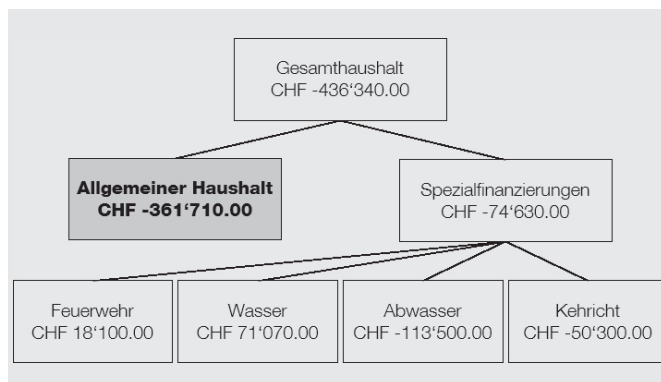 Gesamthaushalt
CHF -436‘340.00
Allgemeiner Haushalt
CHF -361‘710.00
Spezialfinanzierungen
CHF -74‘630.00
Feuerwehr
CHF 18‘100.00
Wasser
CHF 71‘070.00
Abwasser
CHF -113‘500.00
Kehricht
CHF -50‘300.00